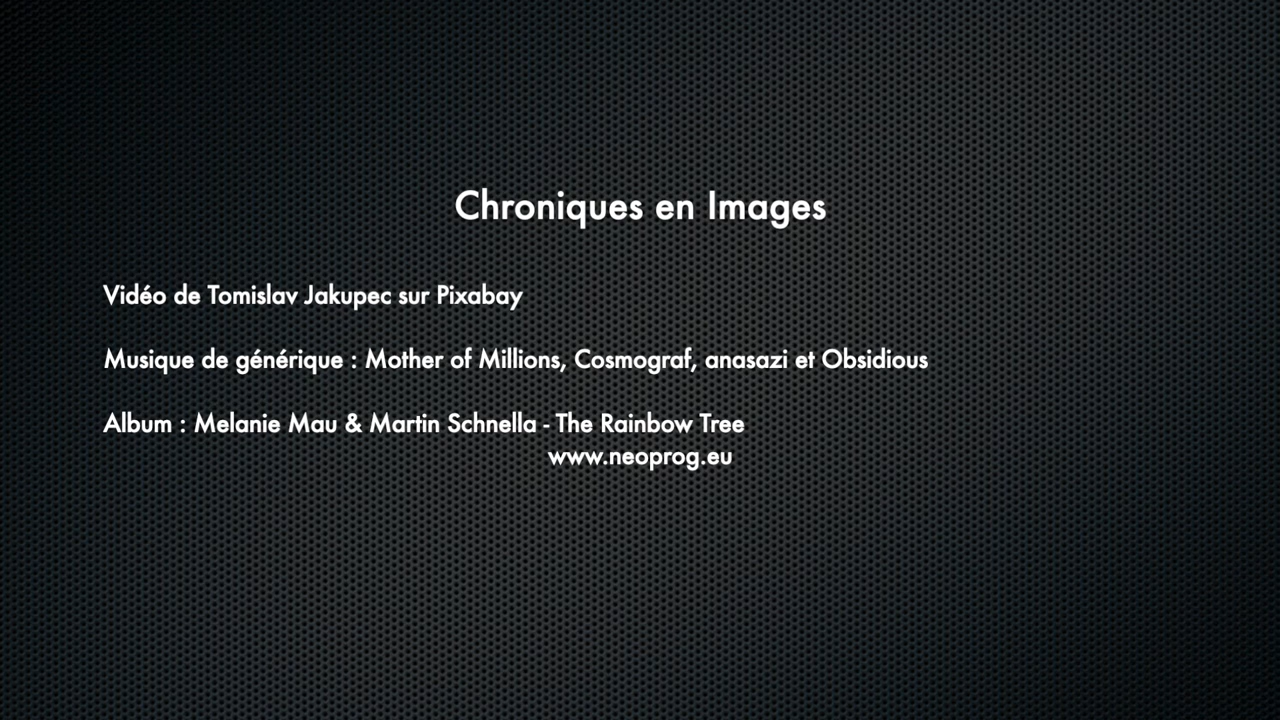 Chroniques en Images
Vidéo de Tomislav Jakupec sur Pixabay
Musique de générique : Mother of Millions, Cosmograf, anasazi et Obsidious
Album : Melanie Mau & Martin Schnella - The Rainbow Tree
www.neoprog.eu